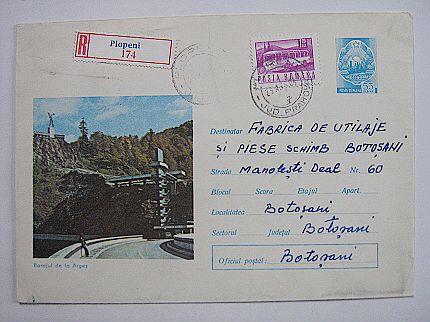 R Plopeni
174
POSTA ROMANA
JUD. PRAHOVA
Destinatar FABRICA DE UTILAJE
ȘI PIESE SCHIMB BOTOȘANI
Strada Manolești Deal Nr. 60
Blocul Scara Etajul Apart.
Localitatea Botoșani
Sectorul Județul Botoșani
Oficiul poștal: Botoșani
Barajul de la Argeș